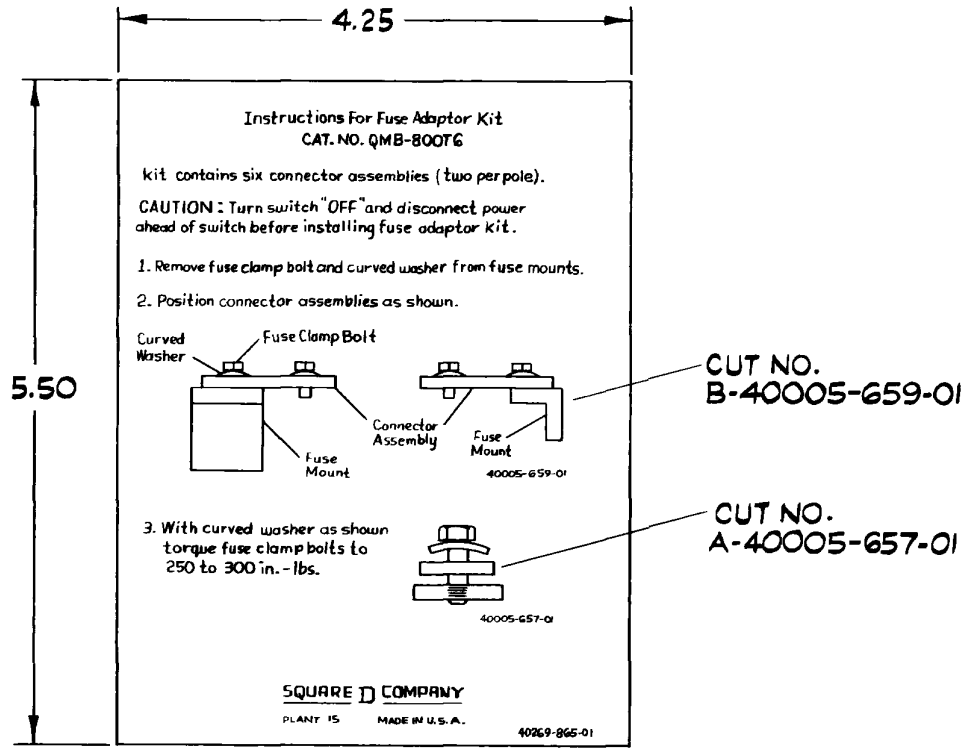 4.25
5.50
Instructions For Fuse Adaptor Kit
CAT. NO. QMB-800T6
Kit contains six connector assemblies (two per pole).
CAUTION: Turn switch "OFF" and disconnect power
ahead of switch before installing fuse adaptor kit.
1. Remove fuse clamp bolt and curved washer from fuse mounts.
2. Position connector assemblies as shown.
Curved
Washer
Fuse Clamp Bolt
Connector
Assembly
Fuse
Mount
Fuse
Mount
40005-659-01
CUT NO.
B-40005-659-01
3. With curved washer as shown
torque fuse clamp bolts to
250 to 300 in.-lbs.
40005-657-01
CUT NO.
A-40005-657-01
SQUARE D COMPANY
PLANT 15 MADE IN U.S.A.
40269-865-01